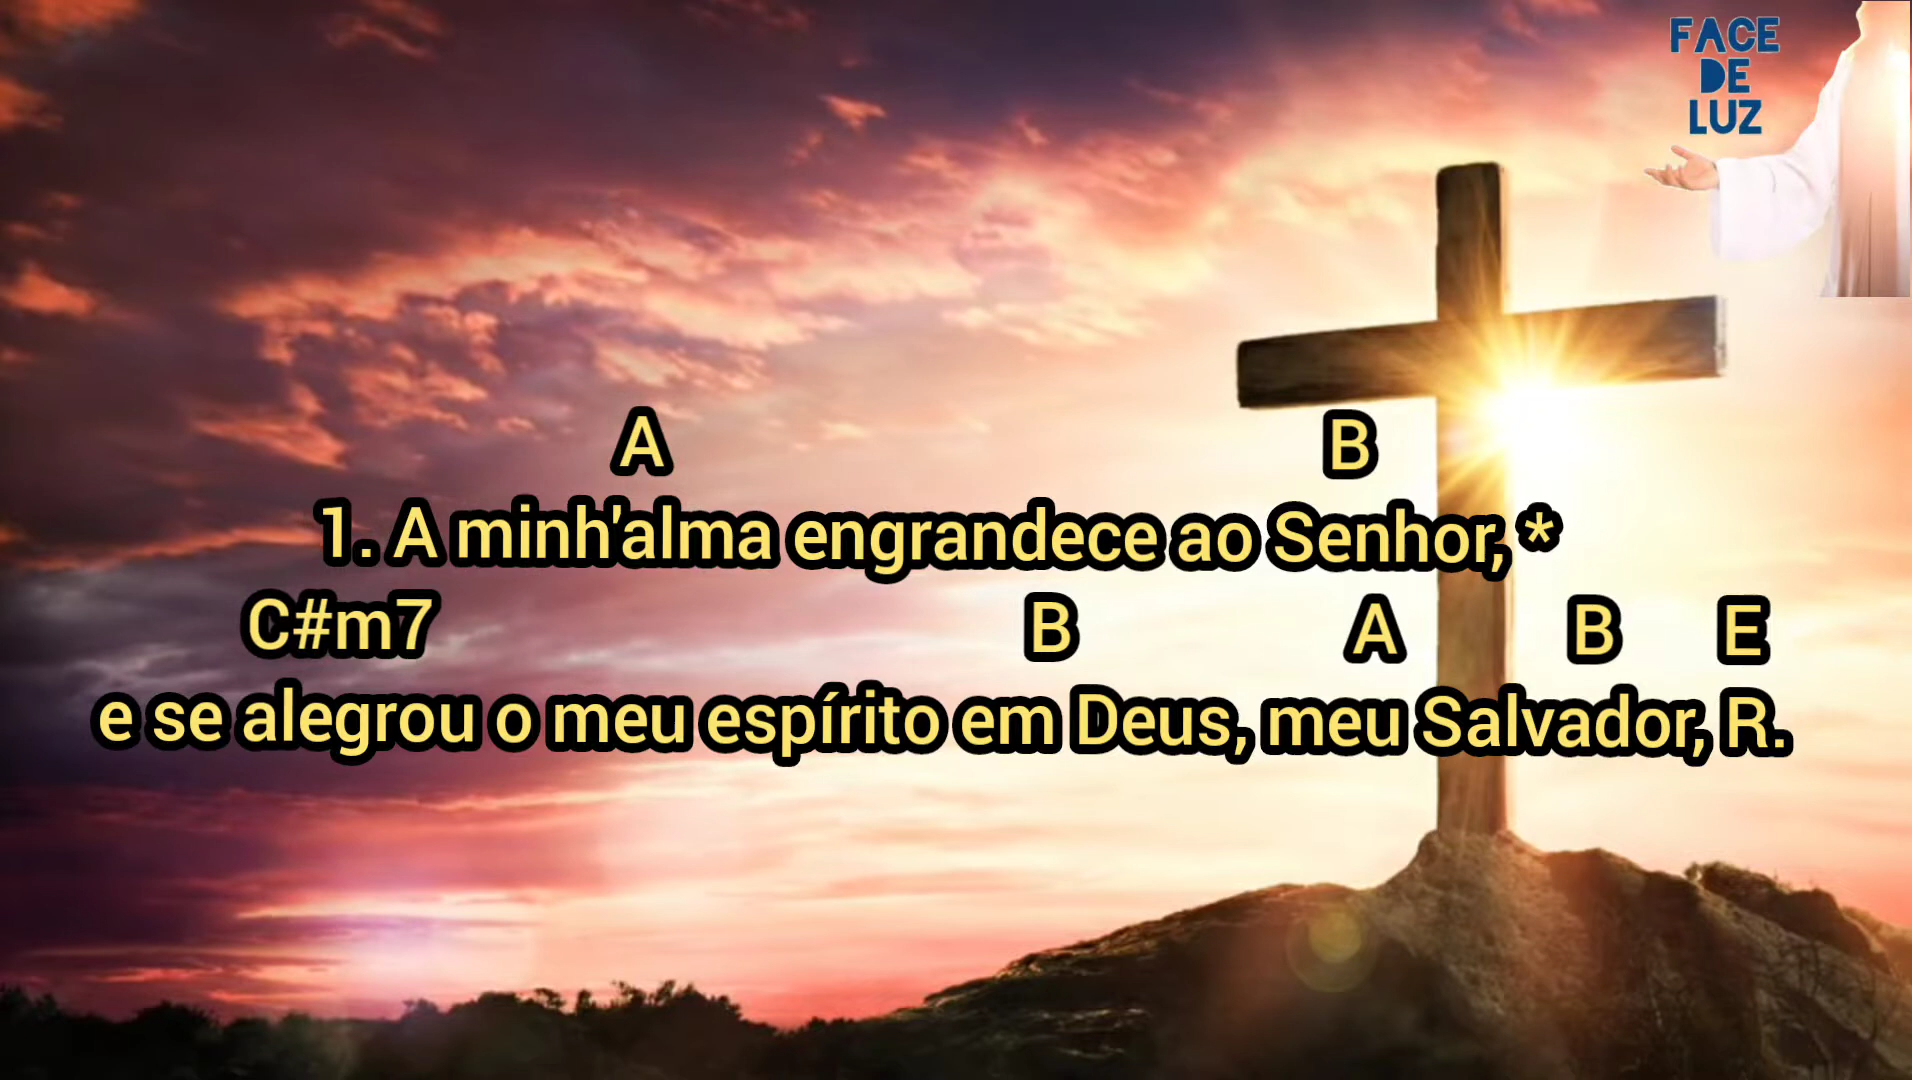 FACE
DE
LUZ
A B
1. A minh'alma engrandece ao Senhor, *
C#m7 B A B E
e se alegrou o meu espírito em Deus, meu Salvador, R.